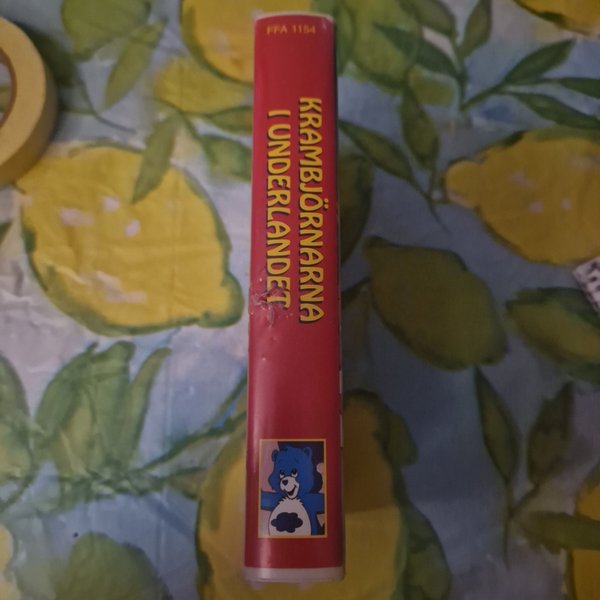 FFA 1154
KRAMBJÖRNARNA
I UNDERLANDET